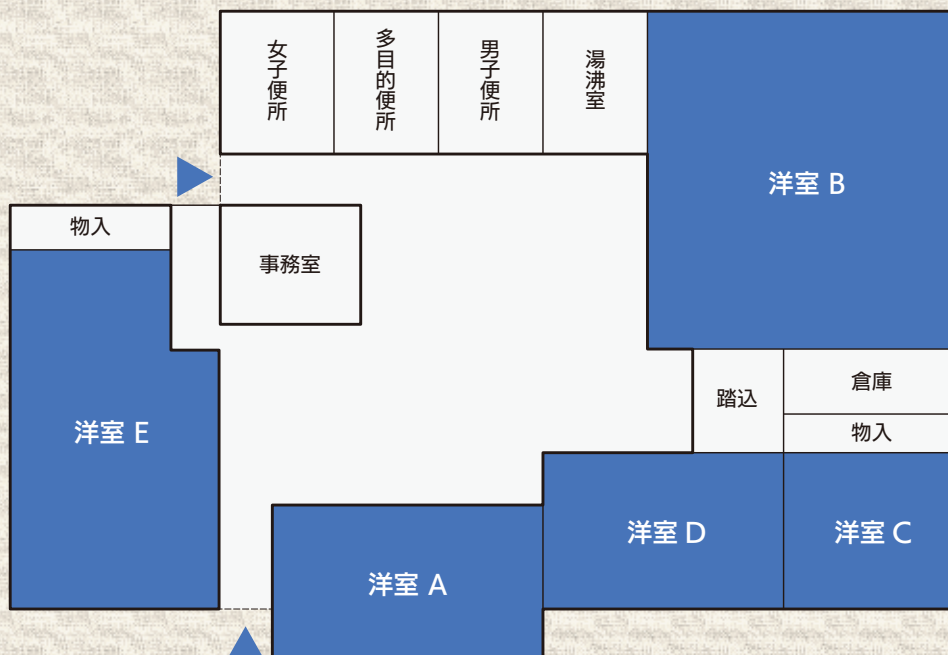 女子便所
多目的便所
男子便所
湯沸室
洋室 B
物入
事務室
洋室 E
踏込
倉庫
物入
洋室 D
洋室 C
洋室 A